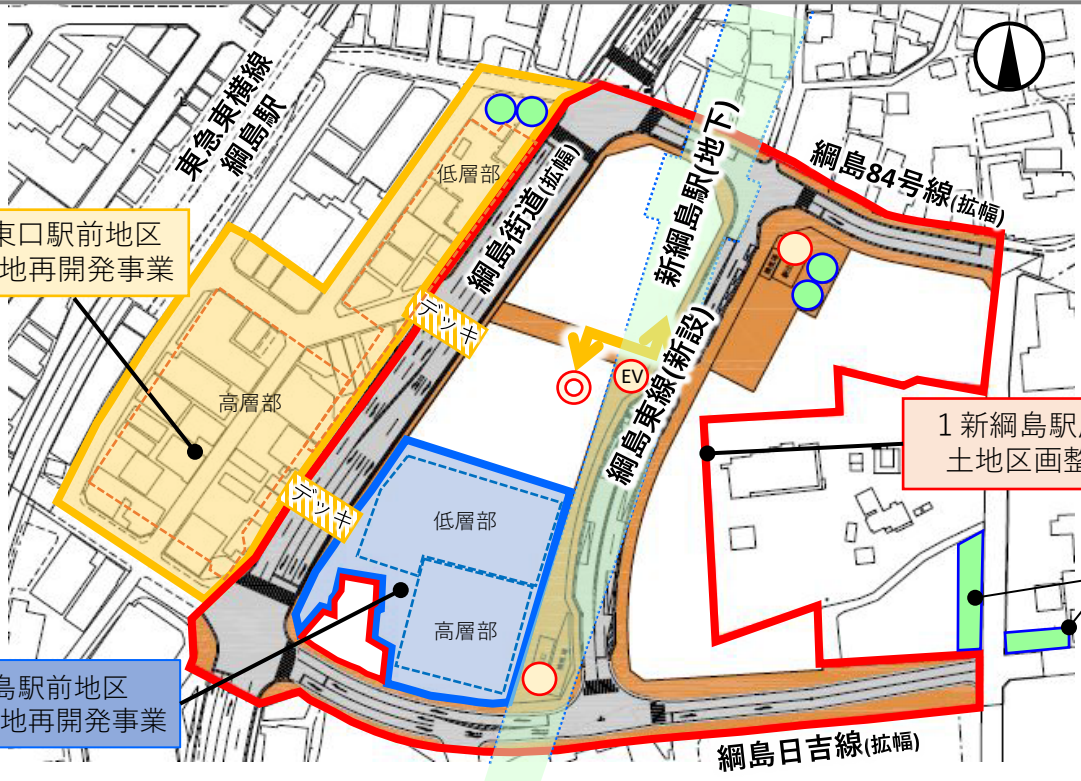 東急東横線
綱島駅
低層部
綱島街道(拡幅)
新綱島駅(地下)
綱島84号線(拡幅)
東口駅前地区
地再開発事業
デッキ
高層部
EV
綱島東線(新設)
1 新綱島駅
土地区画整
デッキ
低層部
高層部
島駅前地区
地再開発事業
綱島日吉線(拡幅)